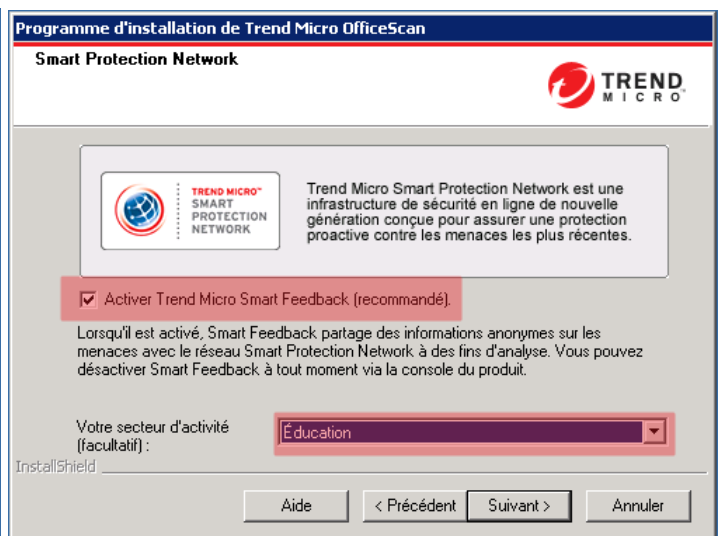 Programme d'installation de Trend Micro OfficeScan
Smart Protection Network
TREND
MICRO
TREND MICRO™
SMART
PROTECTION
NETWORK
Trend Micro Smart Protection Network est une
infrastructure de sécurité en ligne de nouvelle
génération conçue pour assurer une protection
proactive contre les menaces les plus récentes.
Activer Trend Micro Smart Feedback (recommandé).
Lorsqu'il est activé, Smart Feedback partage des informations anonymes sur les
menaces avec le réseau Smart Protection Network à des fins d'analyse. Vous pouvez
désactiver Smart Feedback à tout moment via la console du produit.
Votre secteur d'activité
(facultatif) :
Éducation
InstallShield
Aide
< Précédent
Suivant >
Annuler